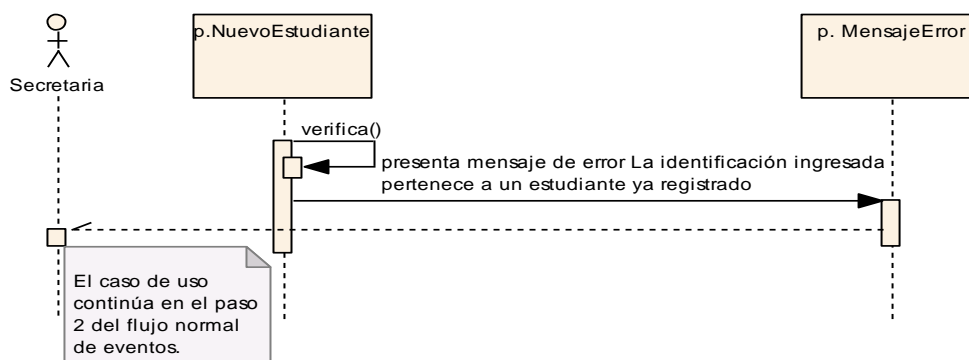 p.NuevoEstudiante
p. MensajeError
Secretaria
verifica()
presenta mensaje de error La identificación ingresada
pertenece a un estudiante ya registrado
El caso de uso
continúa en el paso
2 del flujo normal
de eventos.